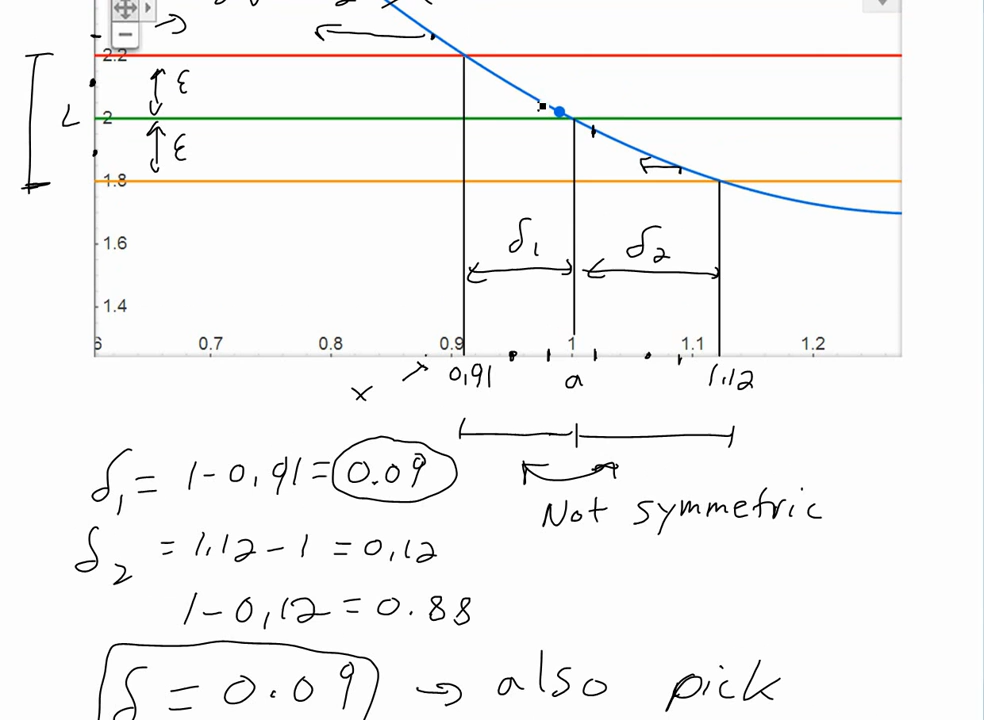 2.2
ε
2
L
ε
1.8
δ₁ δ₂
1.6
1.4
6 0.7 0.8 0.9 1 1.1 1.2
x 0,91 a 1.12
δ₁ = 1-0,91=0.09
Not symmetric
δ₂ = 1.12-1 = 0,12
1-0,12=0.88
δ = 0.09 → also pick